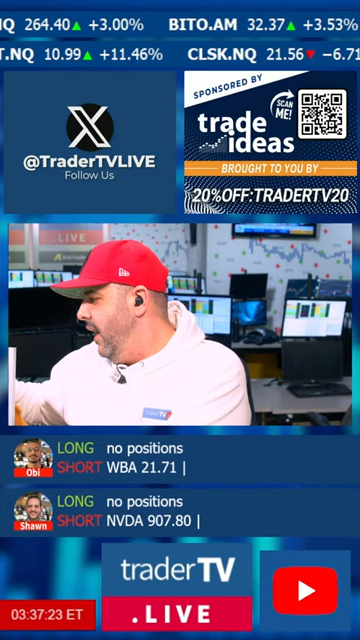 NQ 264.40▲ +3.00% BITO.AM 32.37▲ +3.53%
T.NQ 10.99▲ +11.46% CLSK.NQ 21.56▼ −6.71
@TraderTVLIVE
Follow Us
SPONSORED BY
SCAN ME!
trade ideas
BROUGHT TO YOU BY
20%OFF:TRADERTV20
.LIVE
traderTV
LONG no positions
SHORT WBA 21.71 |
Obi
LONG no positions
SHORT NVDA 907.80 |
Shawn
traderTV
.LIVE
03:37:23 ET